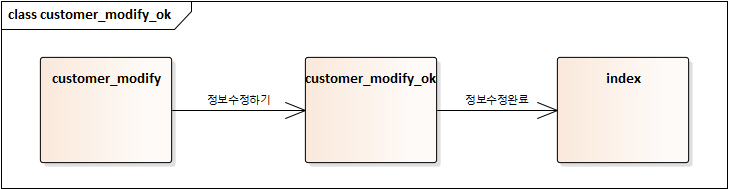 class customer_modify_ok
customer_modify
정보수정하기
customer_modify_ok
정보수정완료
index